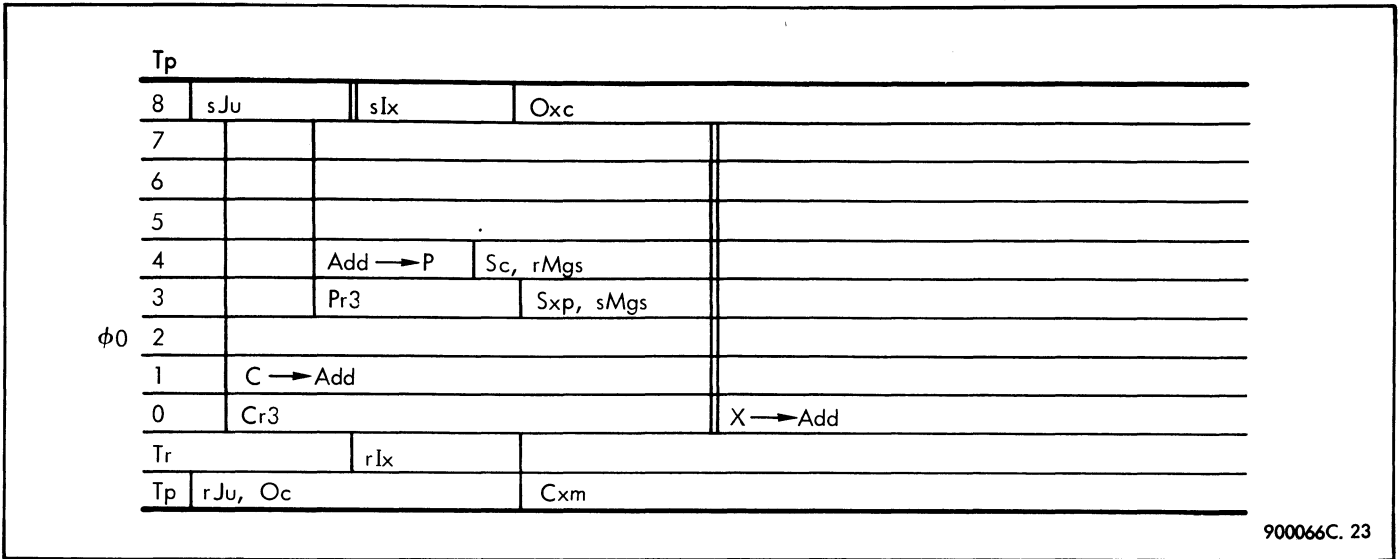 Tp
8 sJu sIx Oxc
7
6
5
4 Add → P Sc, rMgs
3 Pr3 Sxp, sMgs
ϕ0 2
1 C → Add
0 Cr3 X → Add
Tr rIx
Tp rJu, Oc Cxm
900066C. 23